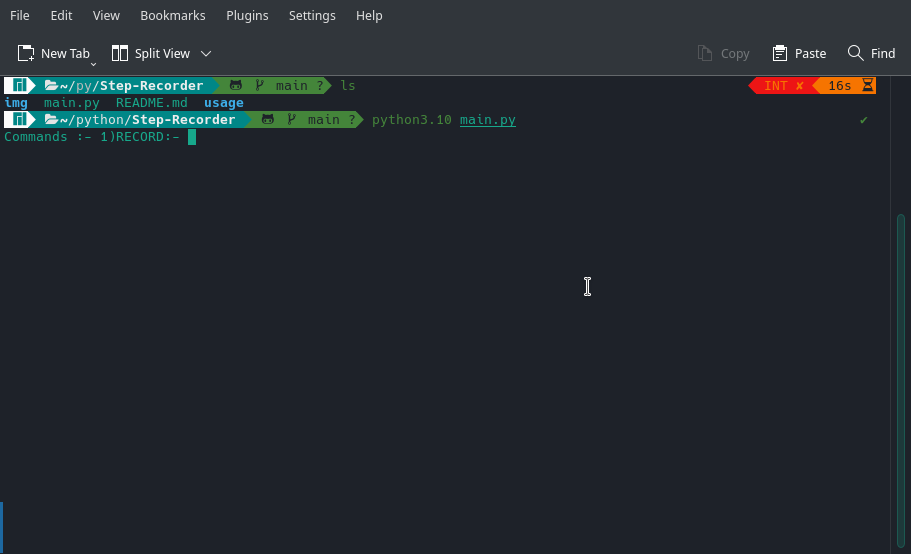 File Edit View Bookmarks Plugins Settings Help
New Tab Split View Copy Paste Find
~/py/Step-Recorder main ? ls INT ✘ 16s
img main.py README.md usage
~/python/Step-Recorder main ? python3.10 main.py ✔
Commands :- 1)RECORD:-